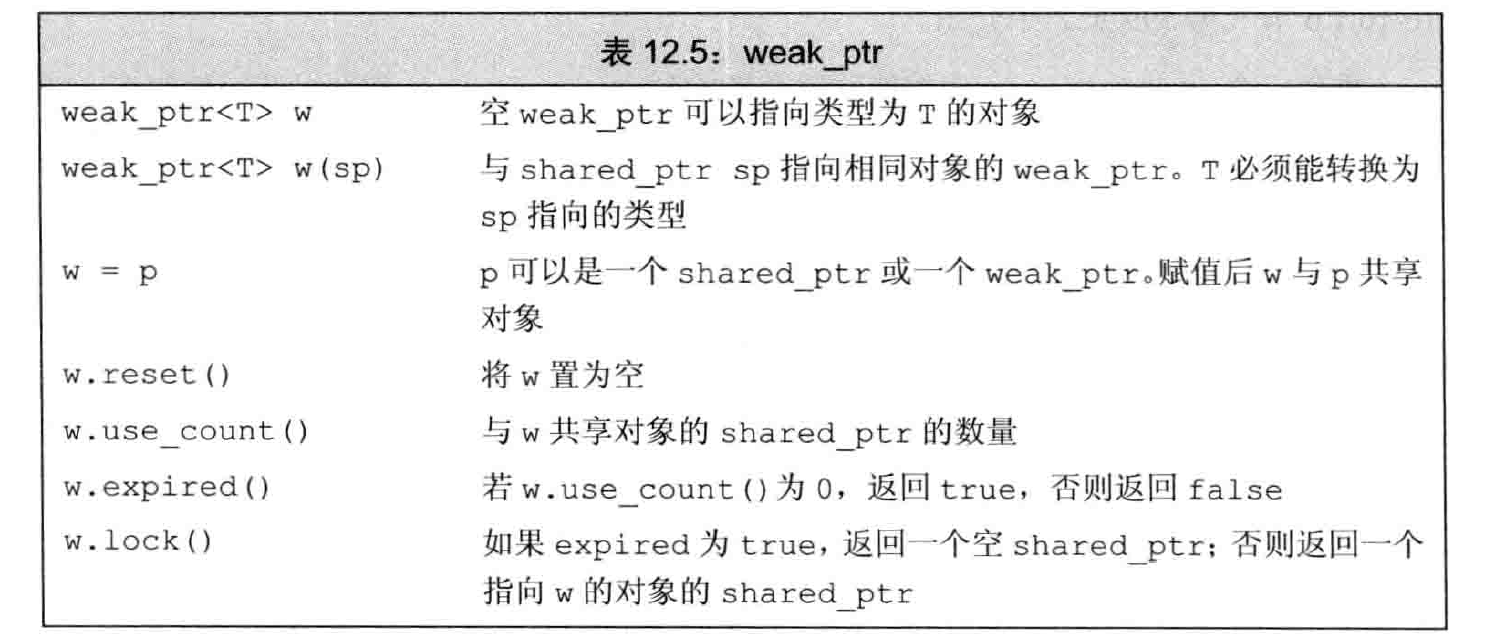 表 12.5：weak_ptr
weak_ptr<T> w 空 weak_ptr 可以指向类型为 T 的对象
weak_ptr<T> w(sp) 与 shared_ptr sp 指向相同对象的 weak_ptr。T 必须能转换为
sp 指向的类型
w = p p 可以是一个 shared_ptr 或一个 weak_ptr。赋值后 w 与 p 共享
对象
w.reset() 将 w 置为空
w.use_count() 与 w 共享对象的 shared_ptr 的数量
w.expired() 若 w.use_count()为 0，返回 true，否则返回 false
w.lock() 如果 expired 为 true，返回一个空 shared_ptr；否则返回一个
指向 w 的对象的 shared_ptr